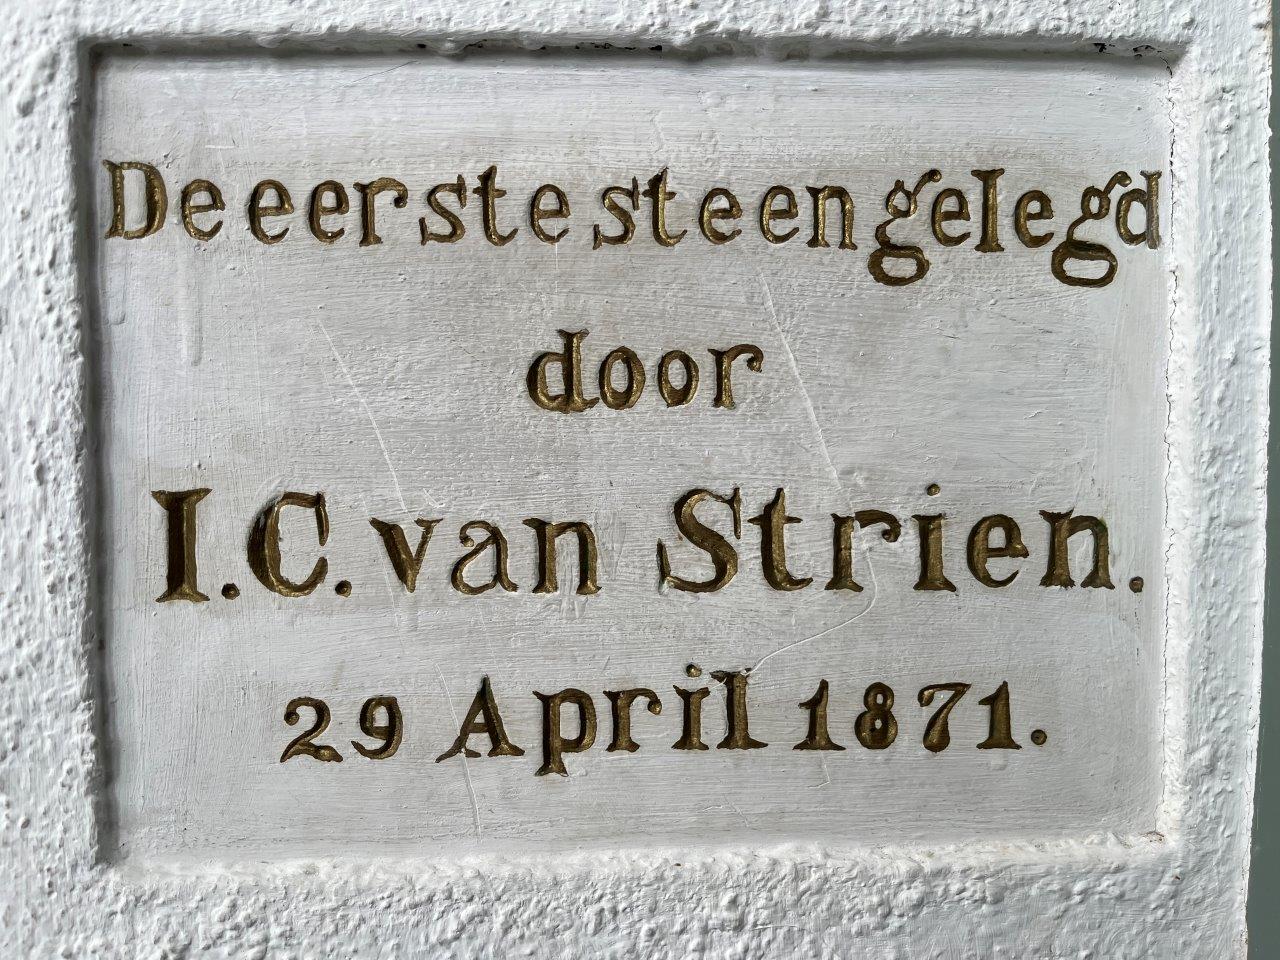 De eerste steen gelegd
door
I.C. van Strien.
29 April 1871.